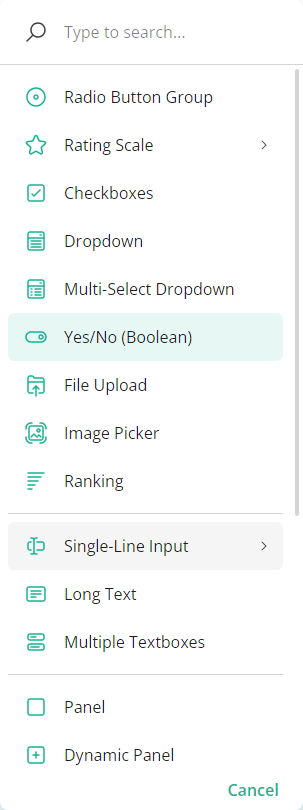 Type to search...
Radio Button Group
Rating Scale
Checkboxes
Dropdown
Multi-Select Dropdown
Yes/No (Boolean)
File Upload
Image Picker
Ranking
Single-Line Input
Long Text
Multiple Textboxes
Panel
Dynamic Panel
Cancel